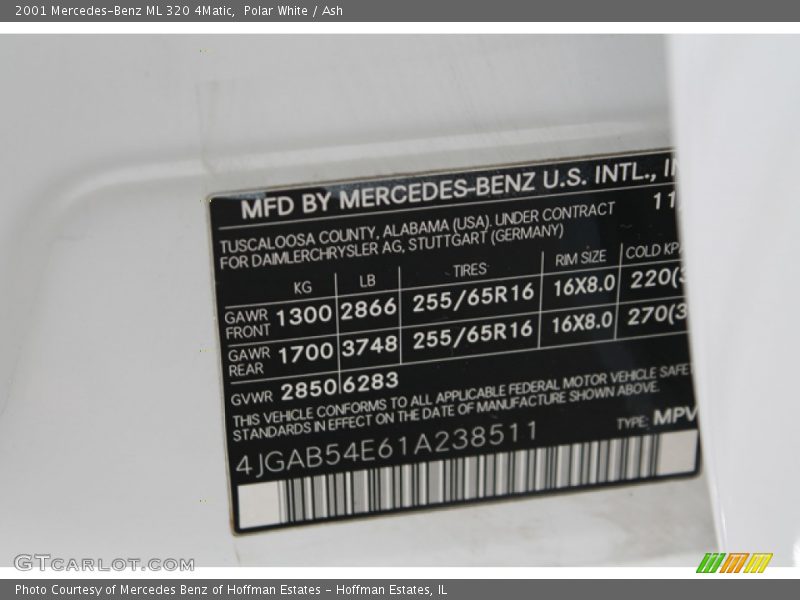 2001 Mercedes-Benz ML 320 4Matic,  Polar White / Ash
MFD BY MERCEDES-BENZ U.S. INTL.,
TUSCALOOSA COUNTY, ALABAMA (USA). UNDER CONTRACT 11
FOR DAIMLERCHRYSLER AG, STUTTGART (GERMANY)
KG LB TIRES RIM SIZE COLD
GAWR FRONT 1300 2866 255/65R16 16X8.0 220(3
GAWR REAR 1700 3748 255/65R16 16X8.0 270(3
GVWR 2850 6283
THIS VEHICLE CONFORMS TO ALL APPLICABLE FEDERAL MOTOR VEHICLE
STANDARDS IN EFFECT ON THE DATE OF MANUFACTURE SHOWN ABOVE.
4JGAB54E61A238511 TYPE: MPV
GTCARLOT.COM
Photo Courtesy of Mercedes Benz of Hoffman Estates - Hoffman Estates, IL